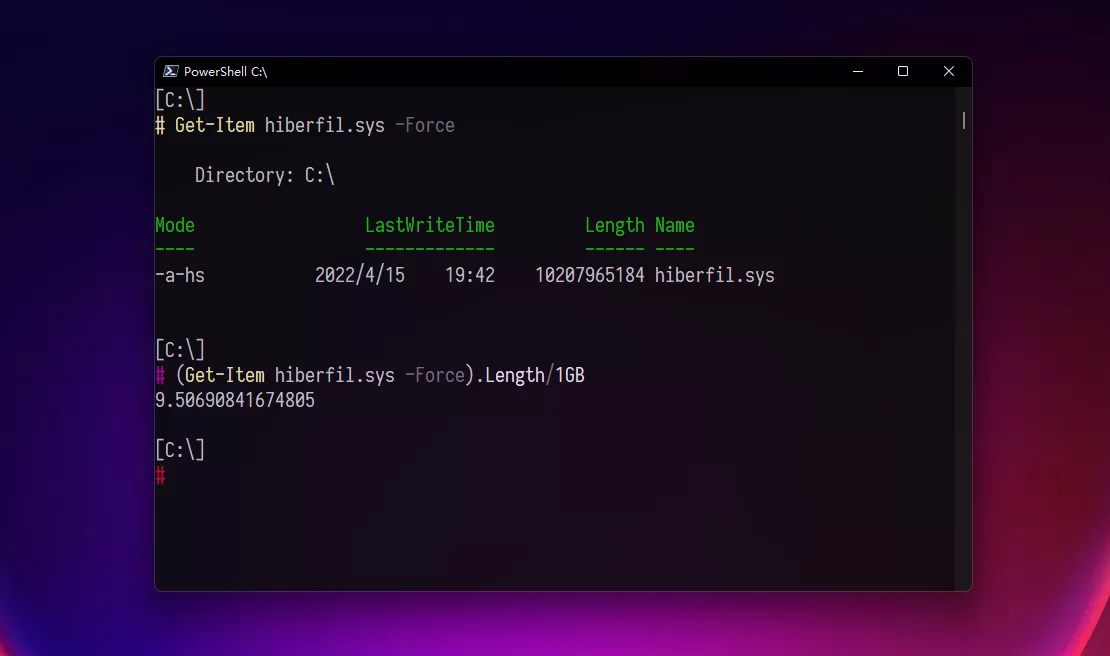 PowerShell C:\
[C:\]
# Get-Item hiberfil.sys -Force
Directory: C:\
Mode LastWriteTime Length Name
---- ------------- ------ ----
-a-hs 2022/4/15 19:42 10207965184 hiberfil.sys
[C:\]
# (Get-Item hiberfil.sys -Force).Length/1GB
9.50690841674805
[C:\]
#